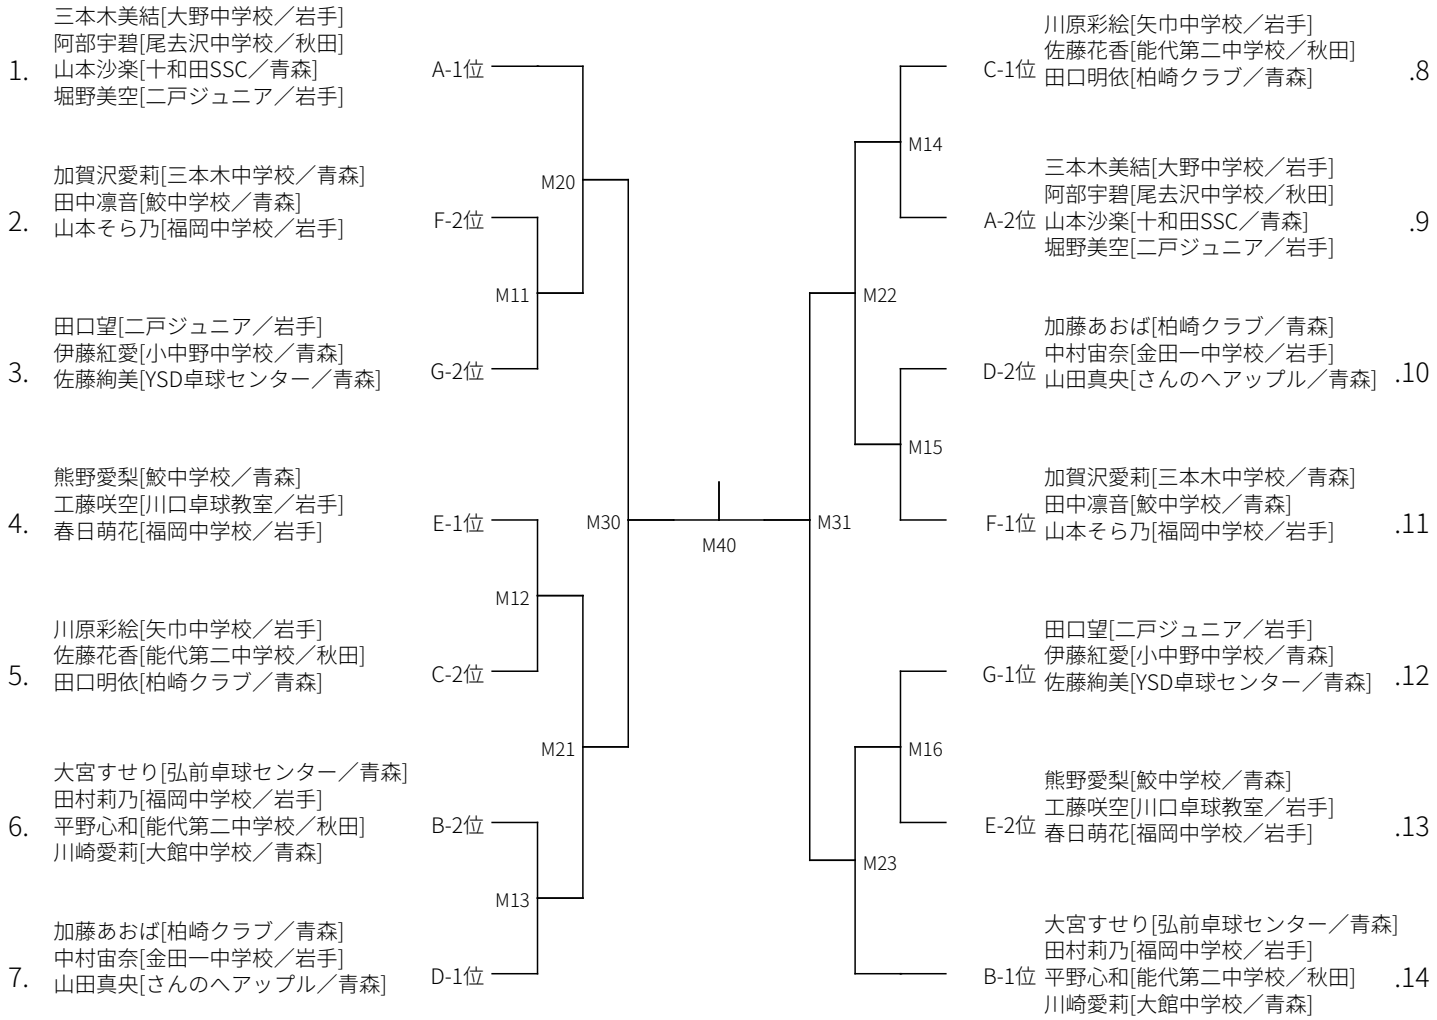 三本木美結[大野中学校／岩手]
阿部宇碧[尾去沢中学校／秋田]
1. 山本沙楽[十和田SSC／青森] A-1位
堀野美空[二戸ジュニア／岩手]
加賀沢愛莉[三本木中学校／青森]
田中凛音[鮫中学校／青森]
2. 山本そら乃[福岡中学校／岩手] F-2位
田口望[二戸ジュニア／岩手]
伊藤紅愛[小中野中学校／青森]
3. 佐藤絢美[YSD卓球センター／青森] G-2位
熊野愛梨[鮫中学校／青森]
工藤咲空[川口卓球教室／岩手]
4. 春日萌花[福岡中学校／岩手] E-1位
川原彩絵[矢巾中学校／岩手]
佐藤花香[能代第二中学校／秋田]
5. 田口明依[柏崎クラブ／青森] C-2位
大宮すせり[弘前卓球センター／青森]
田村莉乃[福岡中学校／岩手]
6. 平野心和[能代第二中学校／秋田] B-2位
川崎愛莉[大館中学校／青森]
加藤あおば[柏崎クラブ／青森]
中村宙奈[金田一中学校／岩手]
7. 山田真央[さんのへアップル／青森] D-1位
M20
M11
M30
M12
M21
M13
M40
M14
M22
M15
M31
M16
M23
川原彩絵[矢巾中学校／岩手]
佐藤花香[能代第二中学校／秋田]
C-1位 田口明依[柏崎クラブ／青森] .8
三本木美結[大野中学校／岩手]
阿部宇碧[尾去沢中学校／秋田]
A-2位 山本沙楽[十和田SSC／青森] .9
堀野美空[二戸ジュニア／岩手]
加藤あおば[柏崎クラブ／青森]
中村宙奈[金田一中学校／岩手]
D-2位 山田真央[さんのへアップル／青森] .10
加賀沢愛莉[三本木中学校／青森]
田中凛音[鮫中学校／青森]
F-1位 山本そら乃[福岡中学校／岩手] .11
田口望[二戸ジュニア／岩手]
伊藤紅愛[小中野中学校／青森]
G-1位 佐藤絢美[YSD卓球センター／青森] .12
熊野愛梨[鮫中学校／青森]
工藤咲空[川口卓球教室／岩手]
E-2位 春日萌花[福岡中学校／岩手] .13
大宮すせり[弘前卓球センター／青森]
田村莉乃[福岡中学校／岩手]
B-1位 平野心和[能代第二中学校／秋田] .14
川崎愛莉[大館中学校／青森]